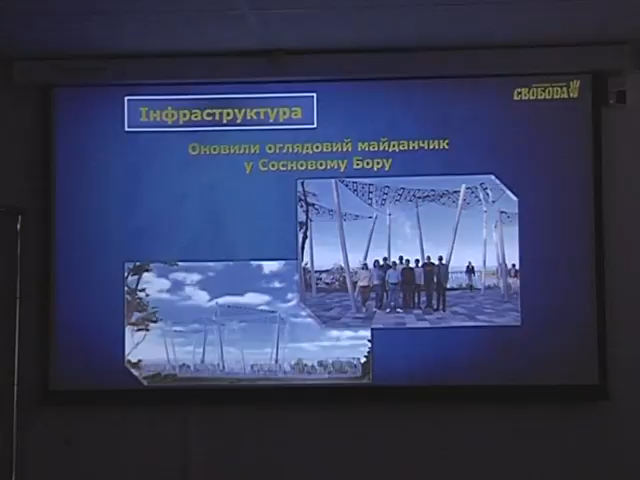 СВОБОДА
Інфраструктура
Оновили оглядовий майданчик
у Сосновому Бору